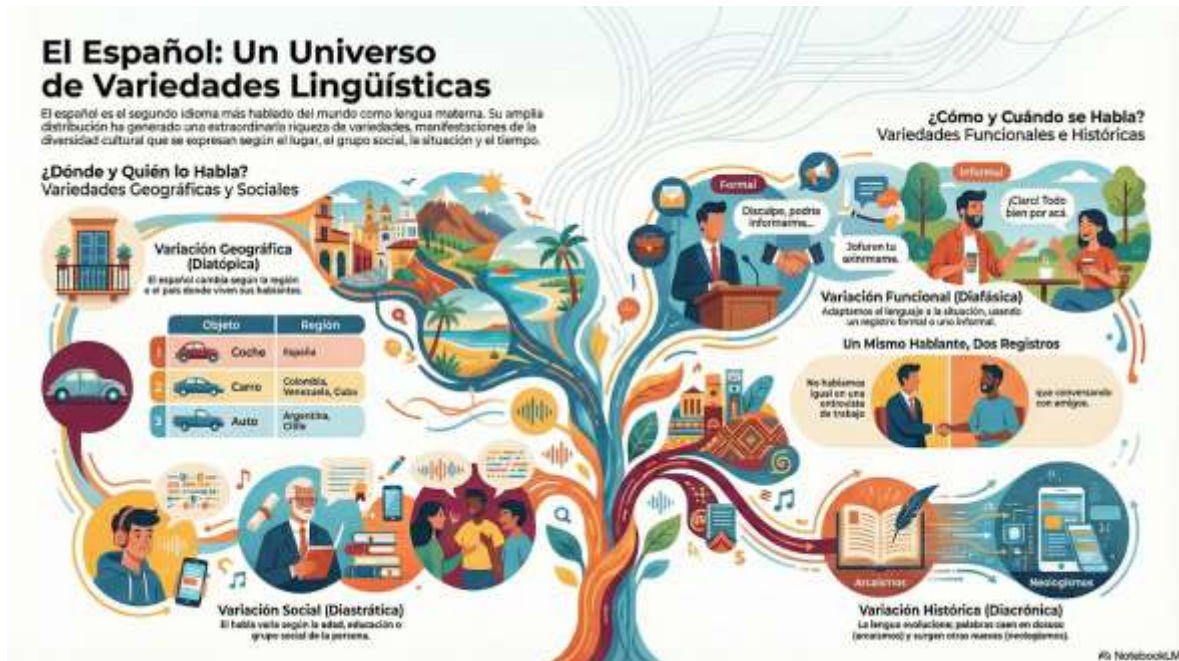 El Español: Un Universo
de Variedades Lingüísticas
El español es el segundo idioma más hablado del mundo como lengua materna. Su amplia
distribución ha generado una extraordinaria riqueza de variedades, manifestaciones de la
diversidad cultural que se expresan según el lugar, el grupo social, la situación y el tiempo.
¿Dónde y Quién lo Habla?
Variedades Geográficas y Sociales
Variación Geográfica
(Diatópica)
El español cambia según la región
o el país donde viven sus hablantes.
Objeto Región
1 Coche España
2 Carro Colombia,
Venezuela, Cuba
3 Auto Argentina,
Chile
Variación Social (Diastrática)
El habla varía según la edad, educación o
grupo social de la persona.
¿Cómo y Cuándo se Habla?
Variedades Funcionales e Históricas
Formal
Disculpe, podría
informarme...
Informal
¡Claro! Todo
bien por acá.
Variación Funcional (Diafásica)
Adaptamos el lenguaje a la situación, usando
un registro formal o uno informal.
Un Mismo Hablante, Dos Registros
No hablamos
igual en una
entrevista
de trabajo
que conversando
con amigos.
Arcaísmos
Neologismos
Variación Histórica (Diacrónica)
La lengua evoluciona; palabras caen en desuso
(arcaísmos) y surgen otras nuevas (neologismos).
NotebookLM